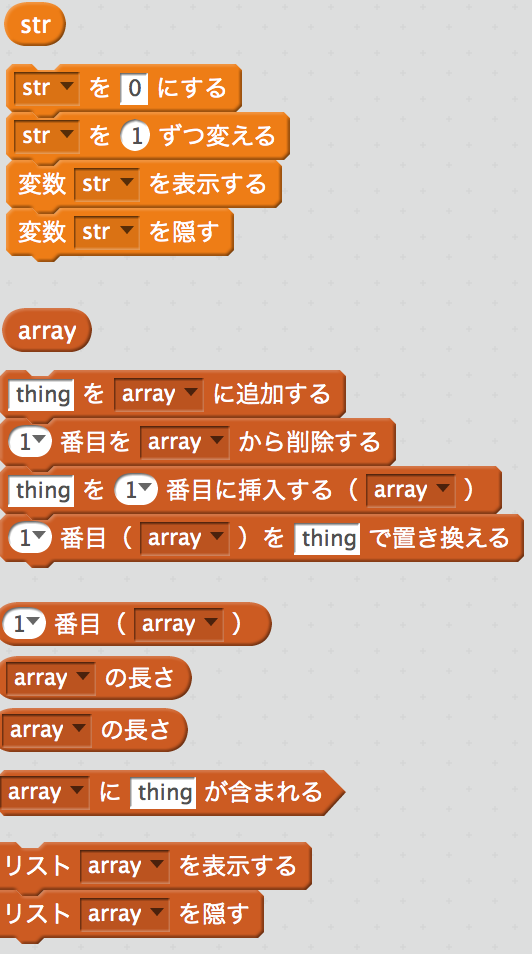 str
str を 0 にする
str を 1 ずつ変える
変数 str を表示する
変数 str を隠す
array
thing を array に追加する
1 番目を array から削除する
thing を 1 番目に挿入する ( array )
1 番目 ( array ) を thing で置き換える
1 番目 ( array )
array の長さ
array の長さ
array に thing が含まれる
リスト array を表示する
リスト array を隠す